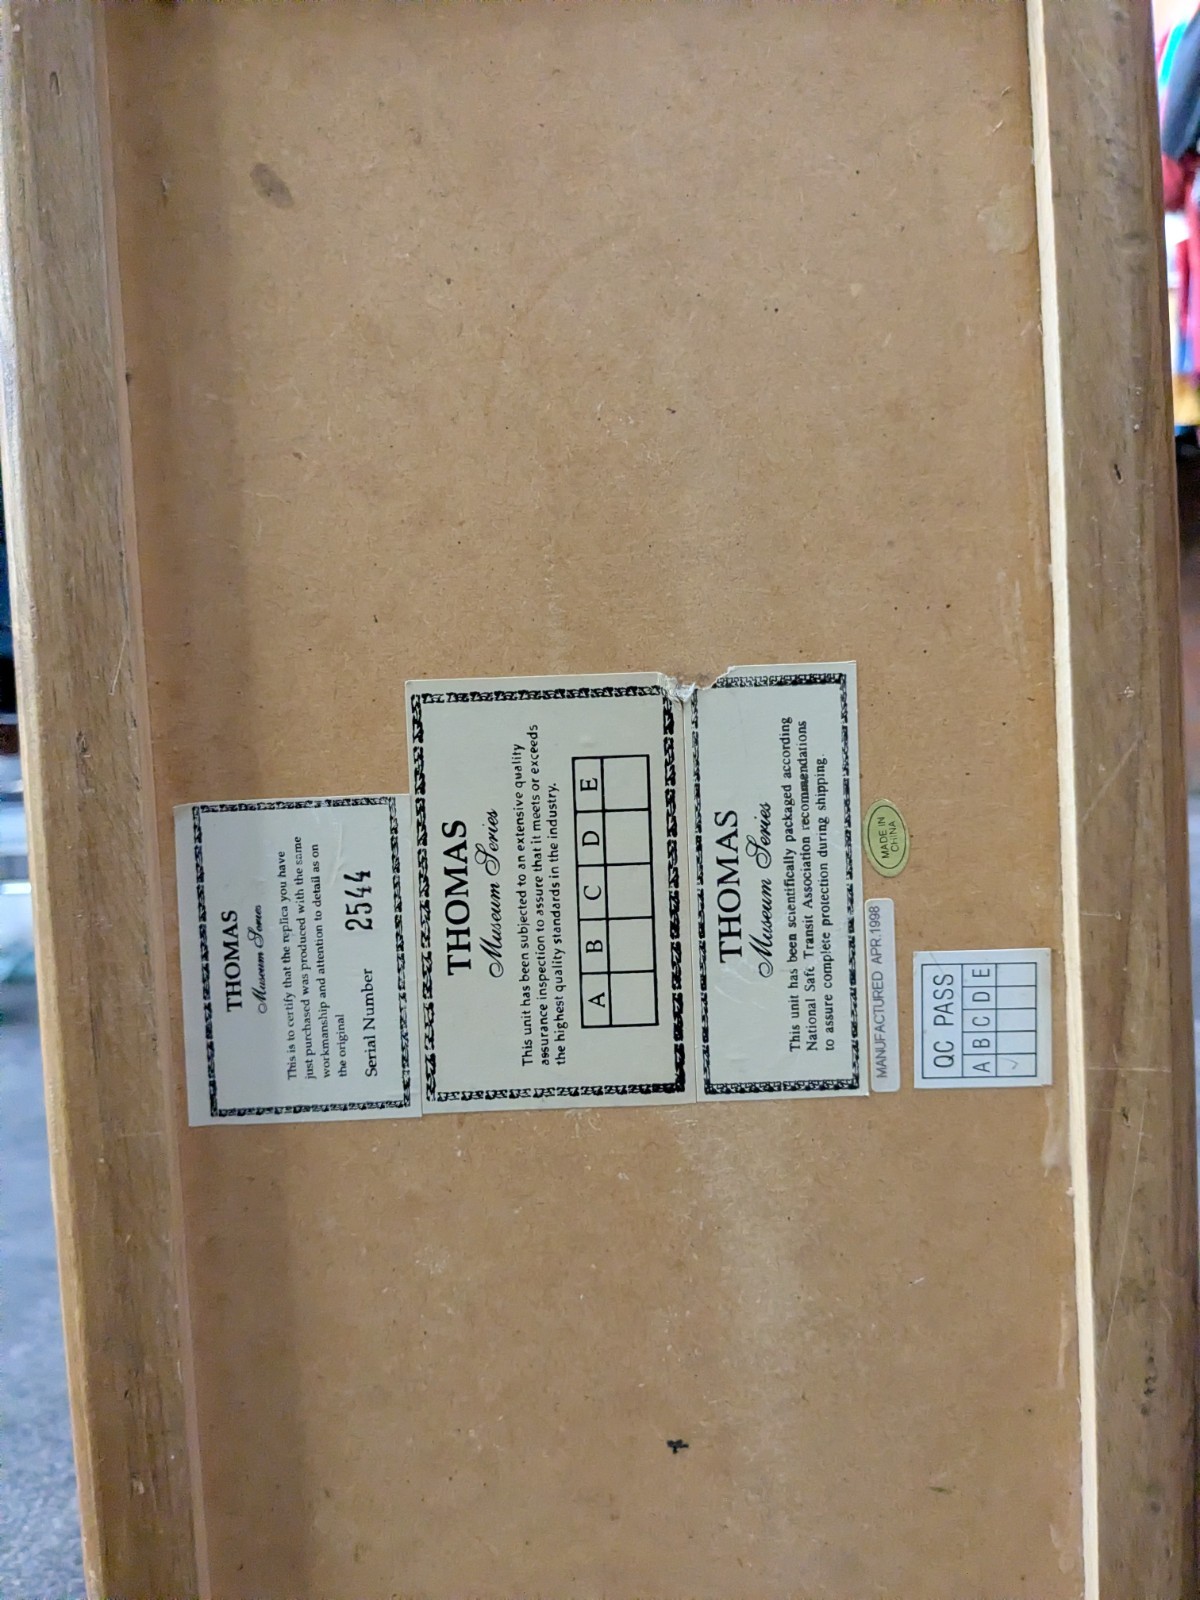 THOMAS
Museum Series
This is to certify that the replica you have
just purchased was produced with the same
workmanship and attention to detail as on
the original
Serial Number 2544
THOMAS
Museum Series
This unit has been subjected to an extensive quality
assurance inspection to assure that it meets or exceeds
the highest quality standards in the industry.
A B C D E
THOMAS
Museum Series
This unit has been scientifically packaged according
National Saft Transit Association recommendations
to assure complete protection during shipping.
MANUFACTURED APR,1998
MADE IN
CHINA
QC PASS
A B C D E